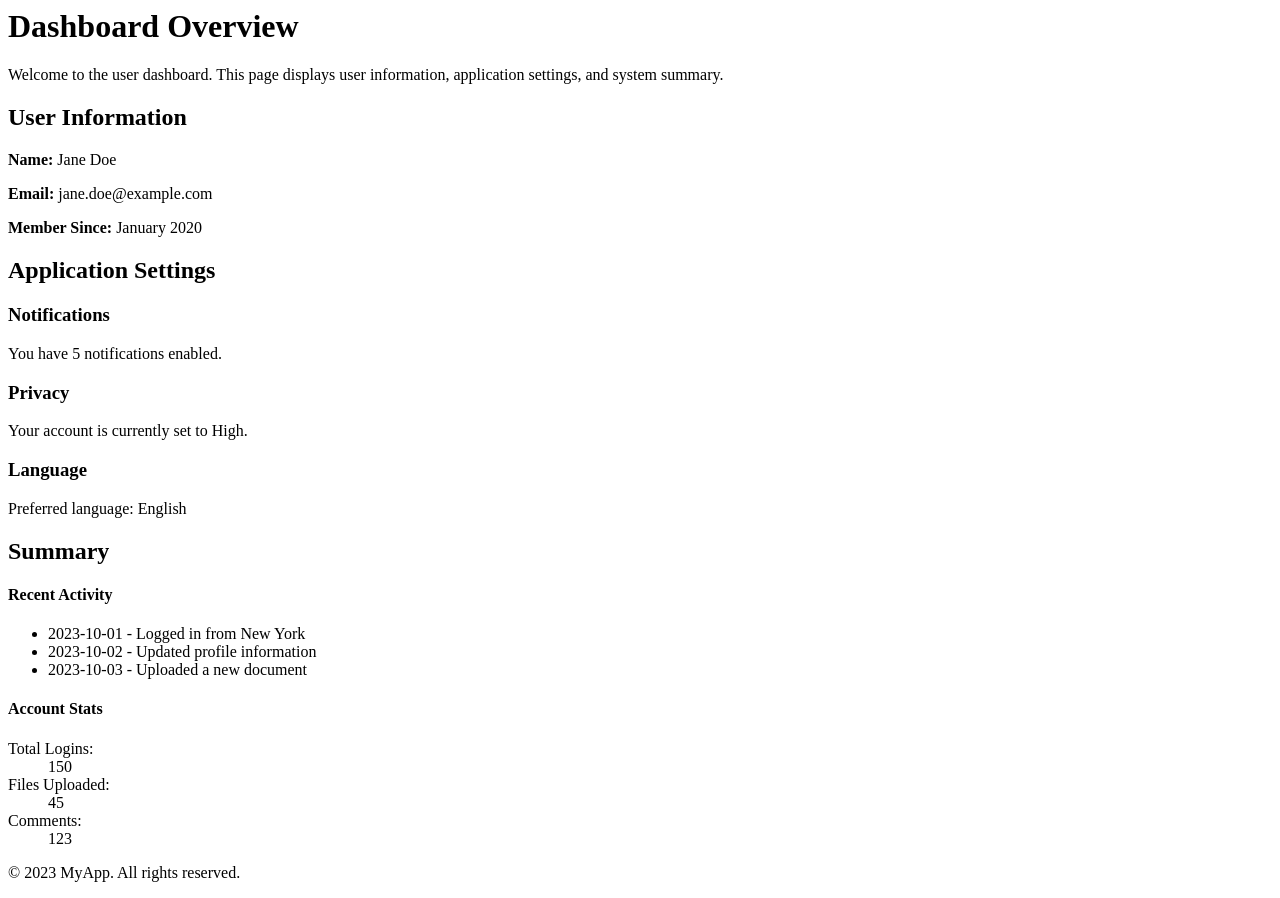 Dashboard Overview
Welcome to the user dashboard. This page displays user information, application settings, and system summary.
User Information
Name: Jane Doe
Email: jane.doe@example.com
Member Since: January 2020
Application Settings
Notifications
You have 5 notifications enabled.
Privacy
Your account is currently set to High.
Language
Preferred language: English
Summary
Recent Activity
2023-10-01 - Logged in from New York
2023-10-02 - Updated profile information
2023-10-03 - Uploaded a new document
Account Stats
Total Logins:
150
Files Uploaded:
45
Comments:
123
© 2023 MyApp. All rights reserved.